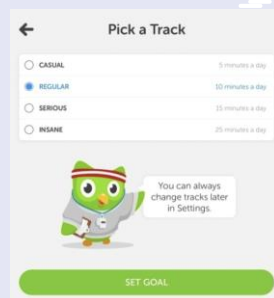 Pick a Track
CASUAL 5 minutes a day
REGULAR 10 minutes a day
SERIOUS 15 minutes a day
INSANE 25 minutes a day
You can always
change tracks later
in Settings.
SET GOAL